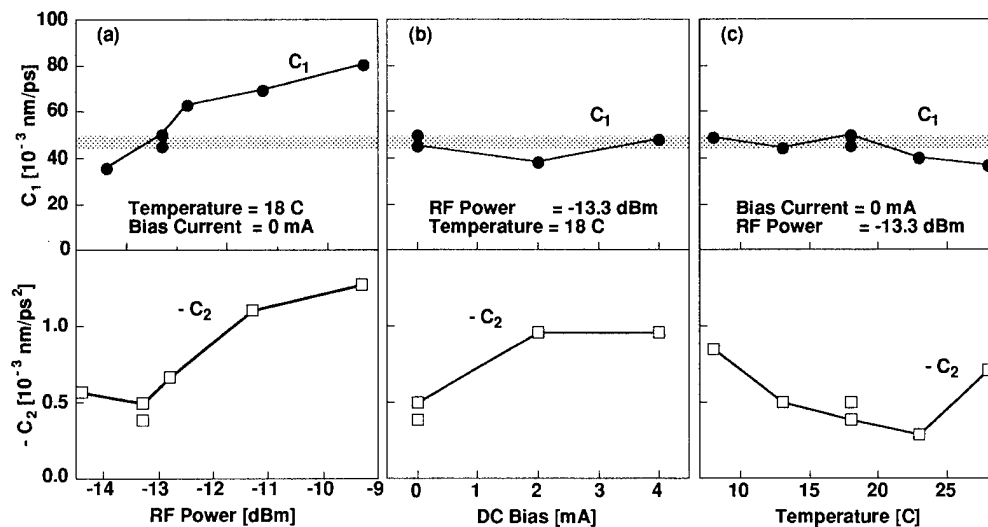 (a)
C1
C1 [10-3 nm/ps]
100
80
60
40
20
0
Temperature = 18 C
Bias Current = 0 mA
(b)
C1
RF Power = -13.3 dBm
Temperature = 18 C
(c)
C1
Bias Current = 0 mA
RF Power = -13.3 dBm
- C2 [10-3 nm/ps2]
1.0
0.5
0.0
- C2
-14 -13 -12 -11 -10 -9
RF Power [dBm]
- C2
0 1 2 3 4
DC Bias [mA]
- C2
10 15 20 25
Temperature [C]